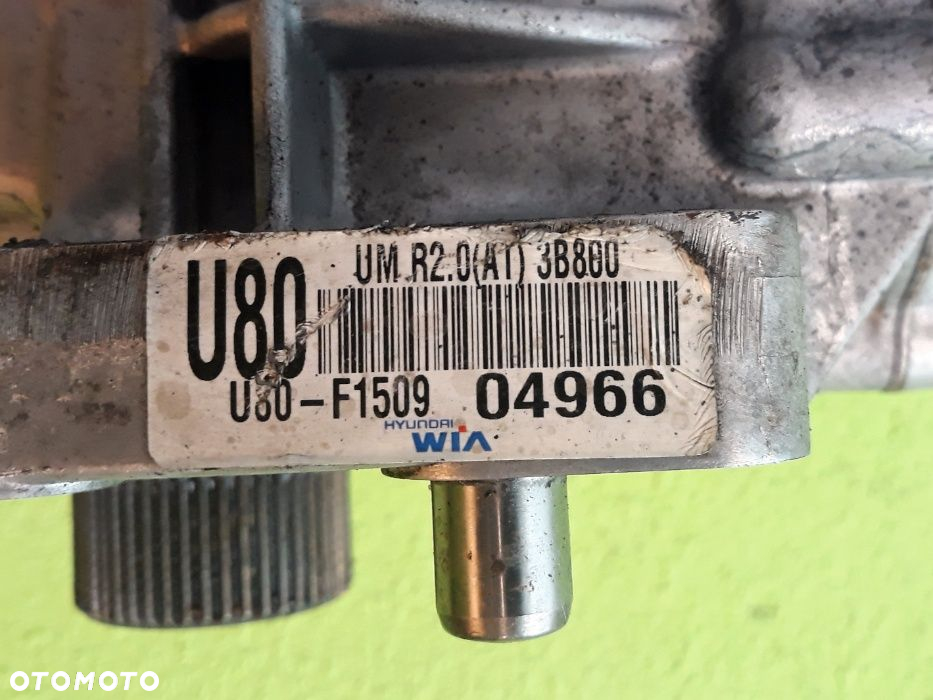 UM R2.0(AT) 3B800
U80
U80-F1509 04966
HYUNDAI
WIA
OTOMOTO